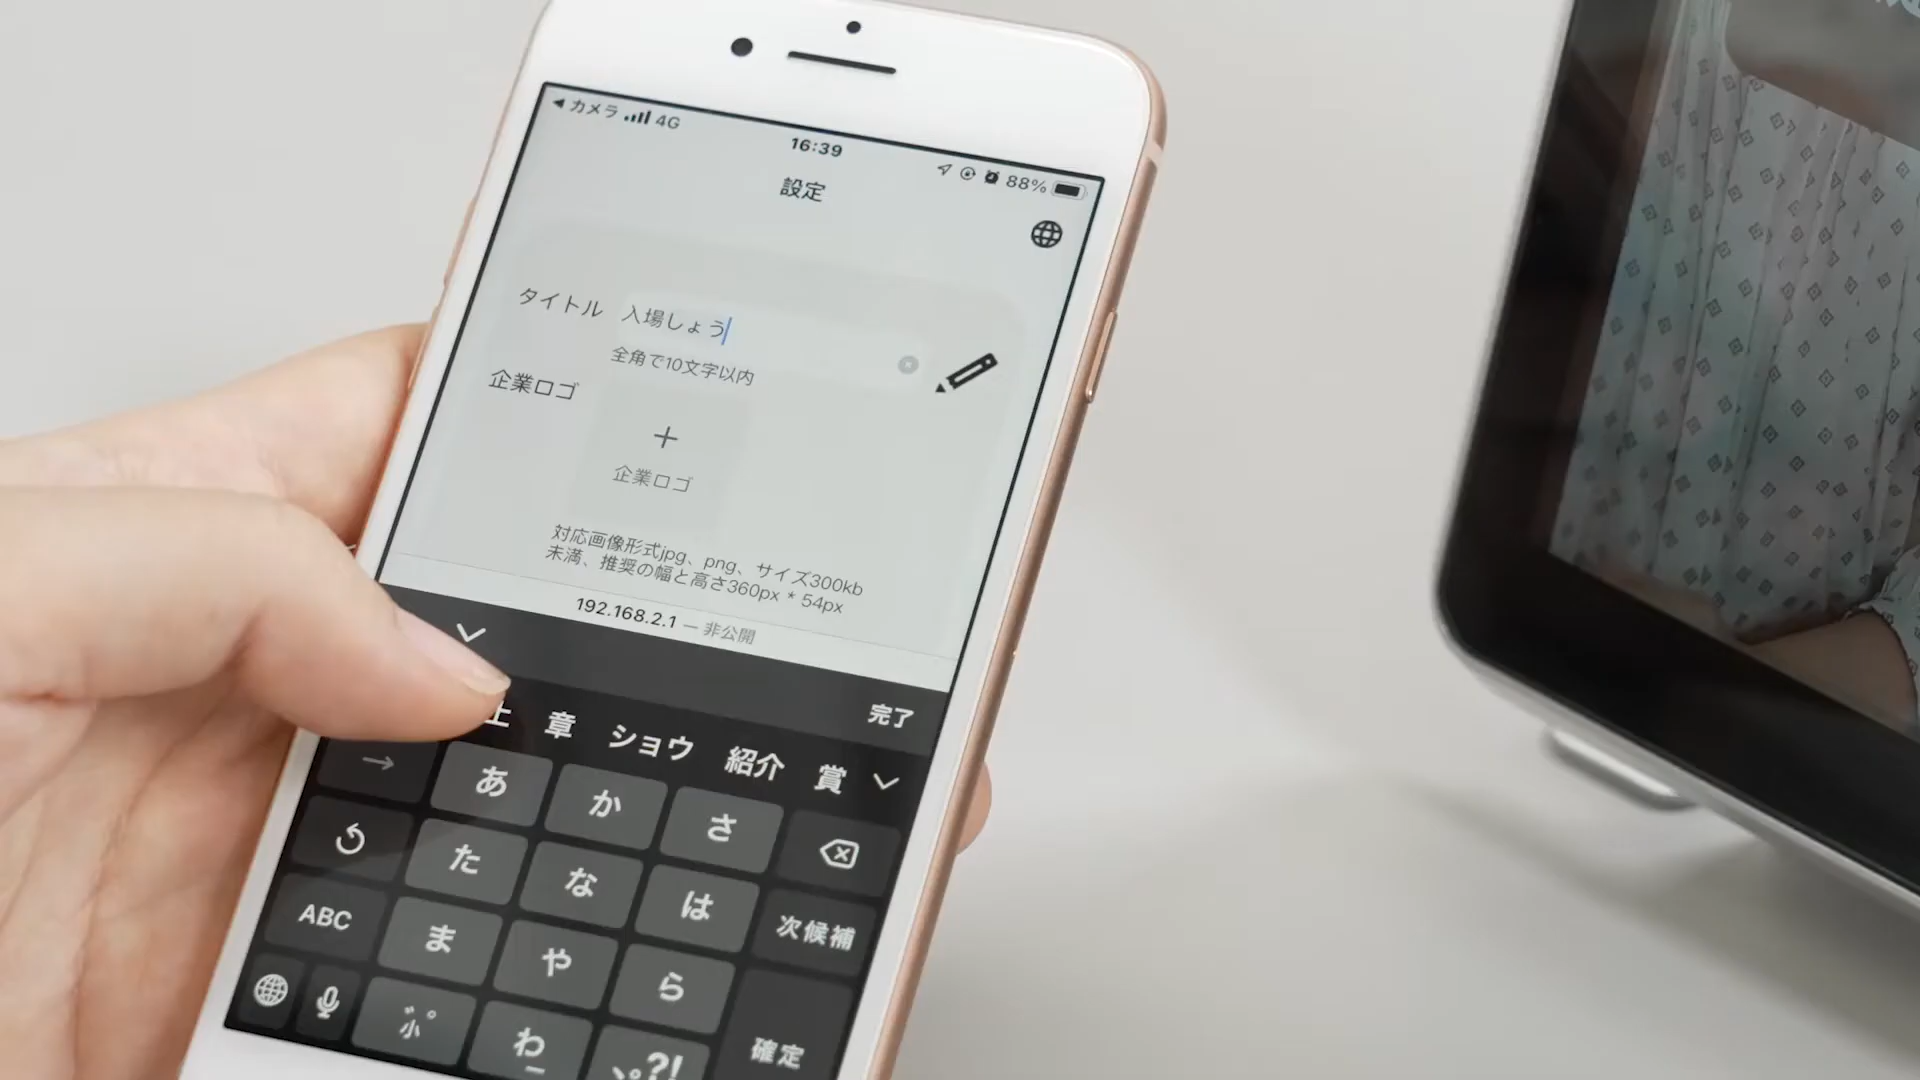 ◀カメラ 4G
16:39
88%
設定
タイトル 入場しょう
全角で10文字以内
企業ロゴ
+
企業ロゴ
対応画像形式jpg、png、サイズ300kb
未満、推奨の幅と高さ360px * 54px
192.168.2.1 — 非公開
完了
章 ショウ 紹介 賞
→ あ か さ
た な は 次候補
ABC ま や ら
わ 確定